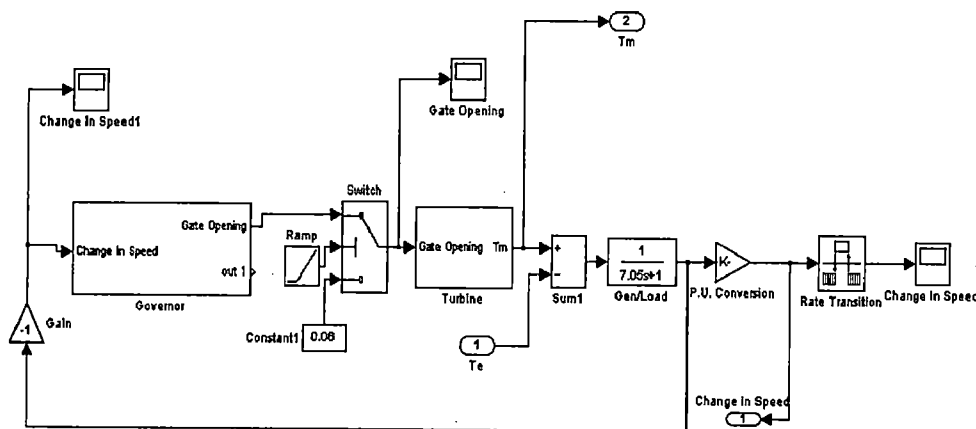 2
Tm
Change In Speed1
Gate Opening
Switch
Gate Opening
Change In Speed
out 1
Governor
Ramp
Gate Opening Tm
Turbine
+
−
Sum1
1
7.05s+1
Gen/Load
K-
P.U. Conversion
Rate Transition
Change In Speed
-1
Gain
Constant1
0.08
1
Te
Change In Speed
1